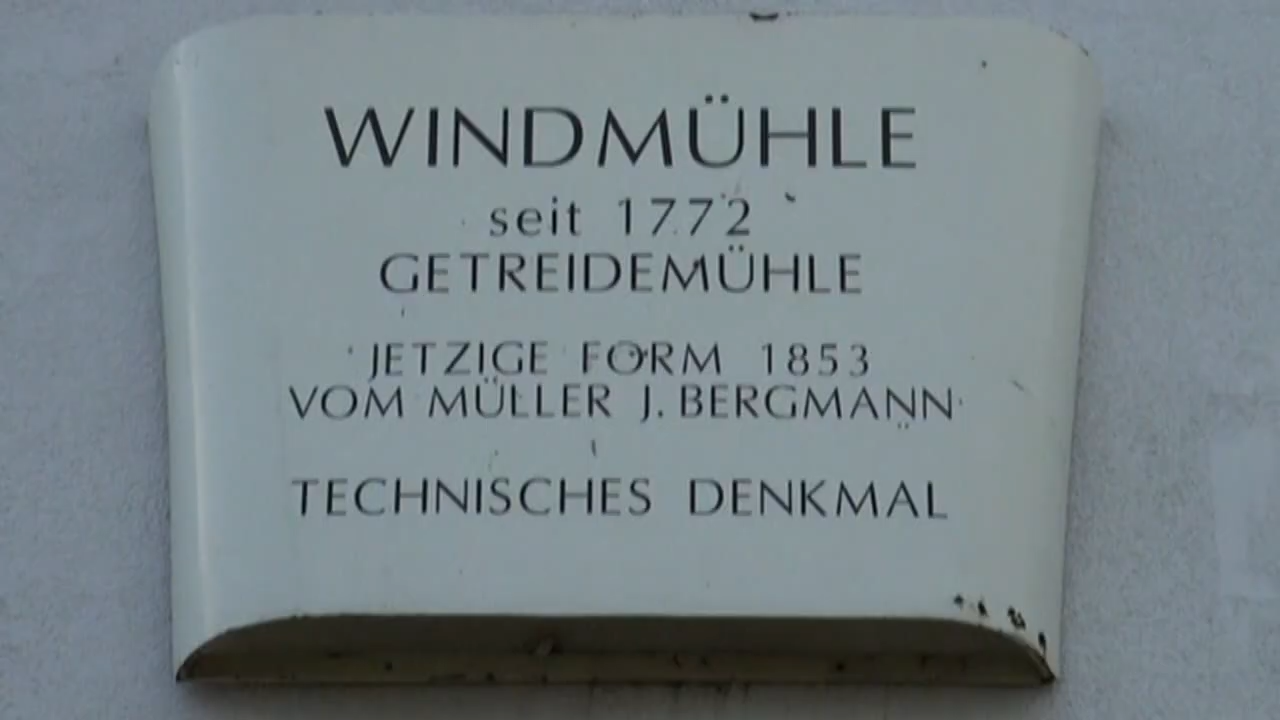 WINDMÜHLE
seit 1772
GETREIDEMÜHLE
JETZIGE FORM 1853
VOM MÜLLER J. BERGMANN
TECHNISCHES DENKMAL